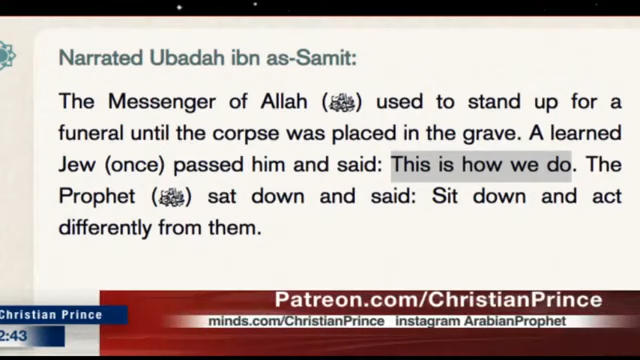 Narrated Ubadah ibn as-Samit:
The Messenger of Allah (ﷺ) used to stand up for a
funeral until the corpse was placed in the grave. A learned
Jew (once) passed him and said: This is how we do. The
Prophet (ﷺ) sat down and said: Sit down and act
differently from them.
Patreon.com/ChristianPrince
Christian Prince
minds.com/ChristianPrince instagram ArabianProphet
2:43